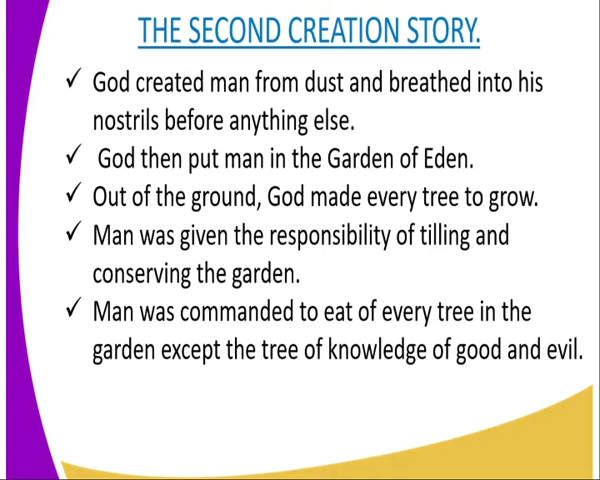 THE SECOND CREATION STORY.
✓ God created man from dust and breathed into his
nostrils before anything else.
✓ God then put man in the Garden of Eden.
✓ Out of the ground, God made every tree to grow.
✓ Man was given the responsibility of tilling and
conserving the garden.
✓ Man was commanded to eat of every tree in the
garden except the tree of knowledge of good and evil.